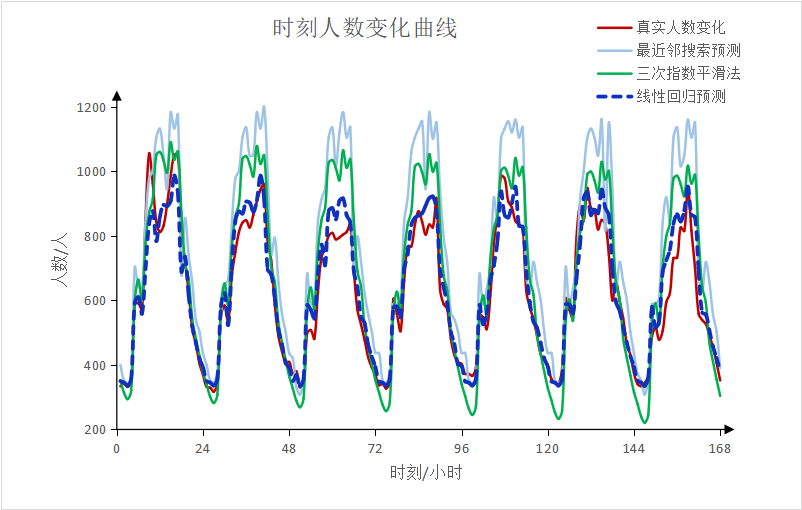 时刻人数变化曲线
真实人数变化
最近邻搜索预测
三次指数平滑法
线性回归预测
人数/人
1200
1000
800
600
400
200
0 24 48 72 96 120 144 168
时刻/小时